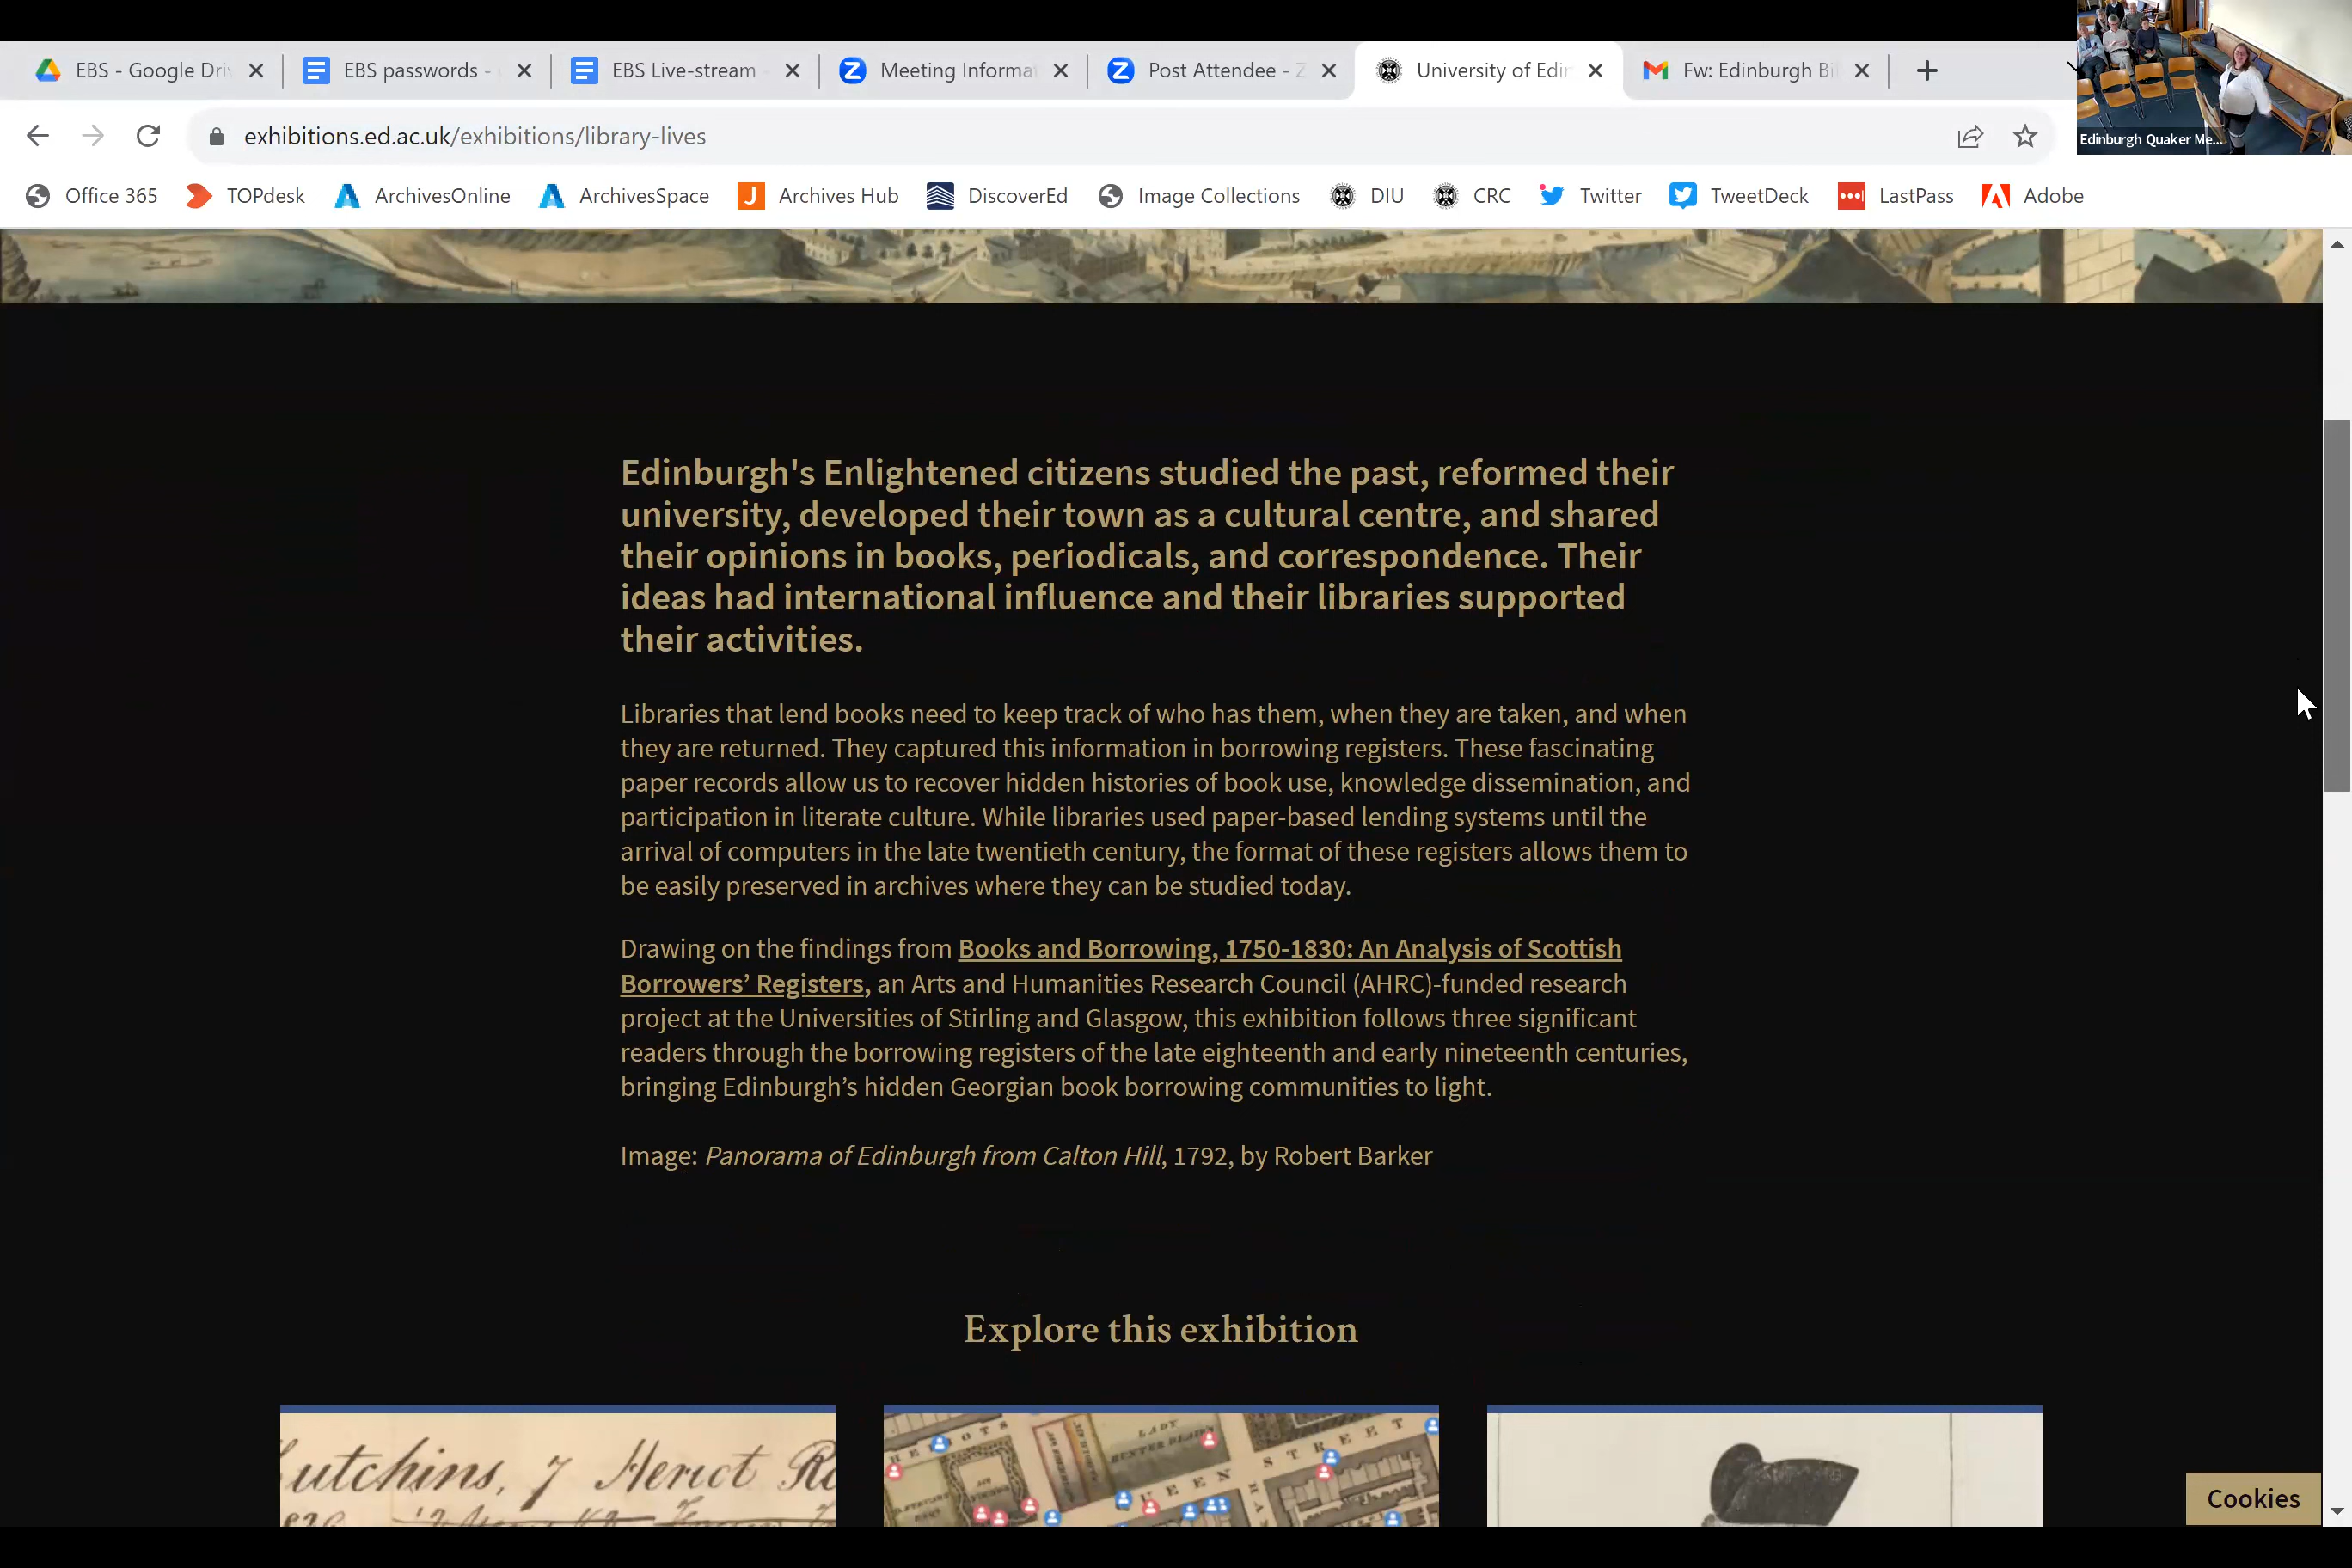 EBS - Google Driv
EBS passwords -
EBS Live-stream
Meeting Informat
Post Attendee - Z
University of Edin
Fw: Edinburgh Bi
exhibitions.ed.ac.uk/exhibitions/library-lives
Edinburgh Quaker Me...
Office 365
TOPdesk
ArchivesOnline
ArchivesSpace
Archives Hub
DiscoverEd
Image Collections
DIU
CRC
Twitter
TweetDeck
LastPass
Adobe
Edinburgh's Enlightened citizens studied the past, reformed their
university, developed their town as a cultural centre, and shared
their opinions in books, periodicals, and correspondence. Their
ideas had international influence and their libraries supported
their activities.
Libraries that lend books need to keep track of who has them, when they are taken, and when
they are returned. They captured this information in borrowing registers. These fascinating
paper records allow us to recover hidden histories of book use, knowledge dissemination, and
participation in literate culture. While libraries used paper-based lending systems until the
arrival of computers in the late twentieth century, the format of these registers allows them to
be easily preserved in archives where they can be studied today.
Drawing on the findings from Books and Borrowing, 1750-1830: An Analysis of Scottish
Borrowers’ Registers, an Arts and Humanities Research Council (AHRC)-funded research
project at the Universities of Stirling and Glasgow, this exhibition follows three significant
readers through the borrowing registers of the late eighteenth and early nineteenth centuries,
bringing Edinburgh’s hidden Georgian book borrowing communities to light.
Image: Panorama of Edinburgh from Calton Hill, 1792, by Robert Barker
Explore this exhibition
utchins, 7 Heriot Ro
LADY
STREET
Cookies